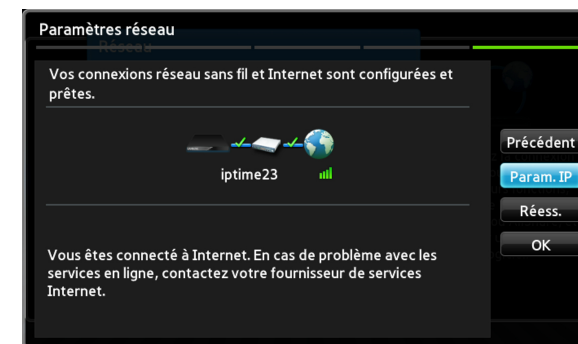 Paramètres réseau
Réseau
Vos connexions réseau sans fil et Internet sont configurées et
prêtes.
iptime23
Précédent
Param. IP
Réess.
OK
Vous êtes connecté à Internet. En cas de problème avec les
services en ligne, contactez votre fournisseur de services
Internet.